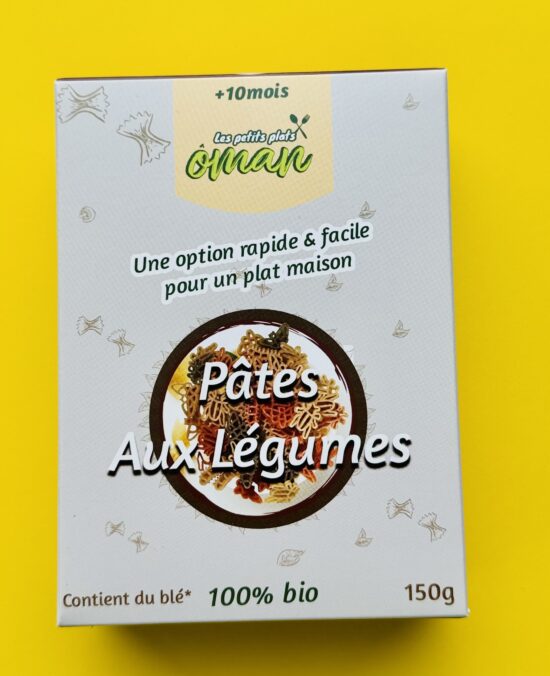 +10mois
Les petits plats
ôman
Une option rapide & facile
pour un plat maison
Pâtes
Aux Légumes
Contient du blé* 100% bio 150g